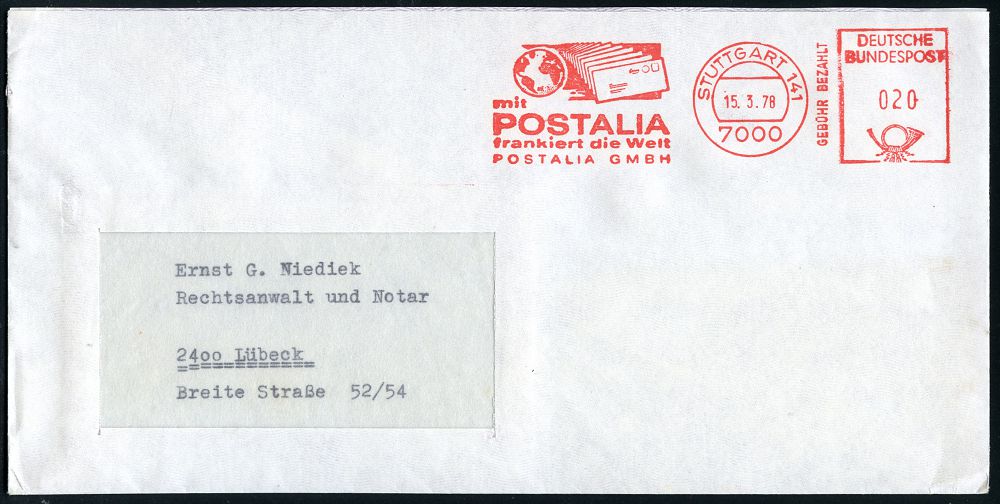 mit
POSTALIA
frankiert die Welt
POSTALIA GMBH
STUTTGART 141
15. 3. 78
7000
GEBÜHR BEZAHLT
DEUTSCHE
BUNDESPOST
020
Ernst G. Niediek
Rechtsanwalt und Notar
2400 Lübeck
Breite Straße 52/54